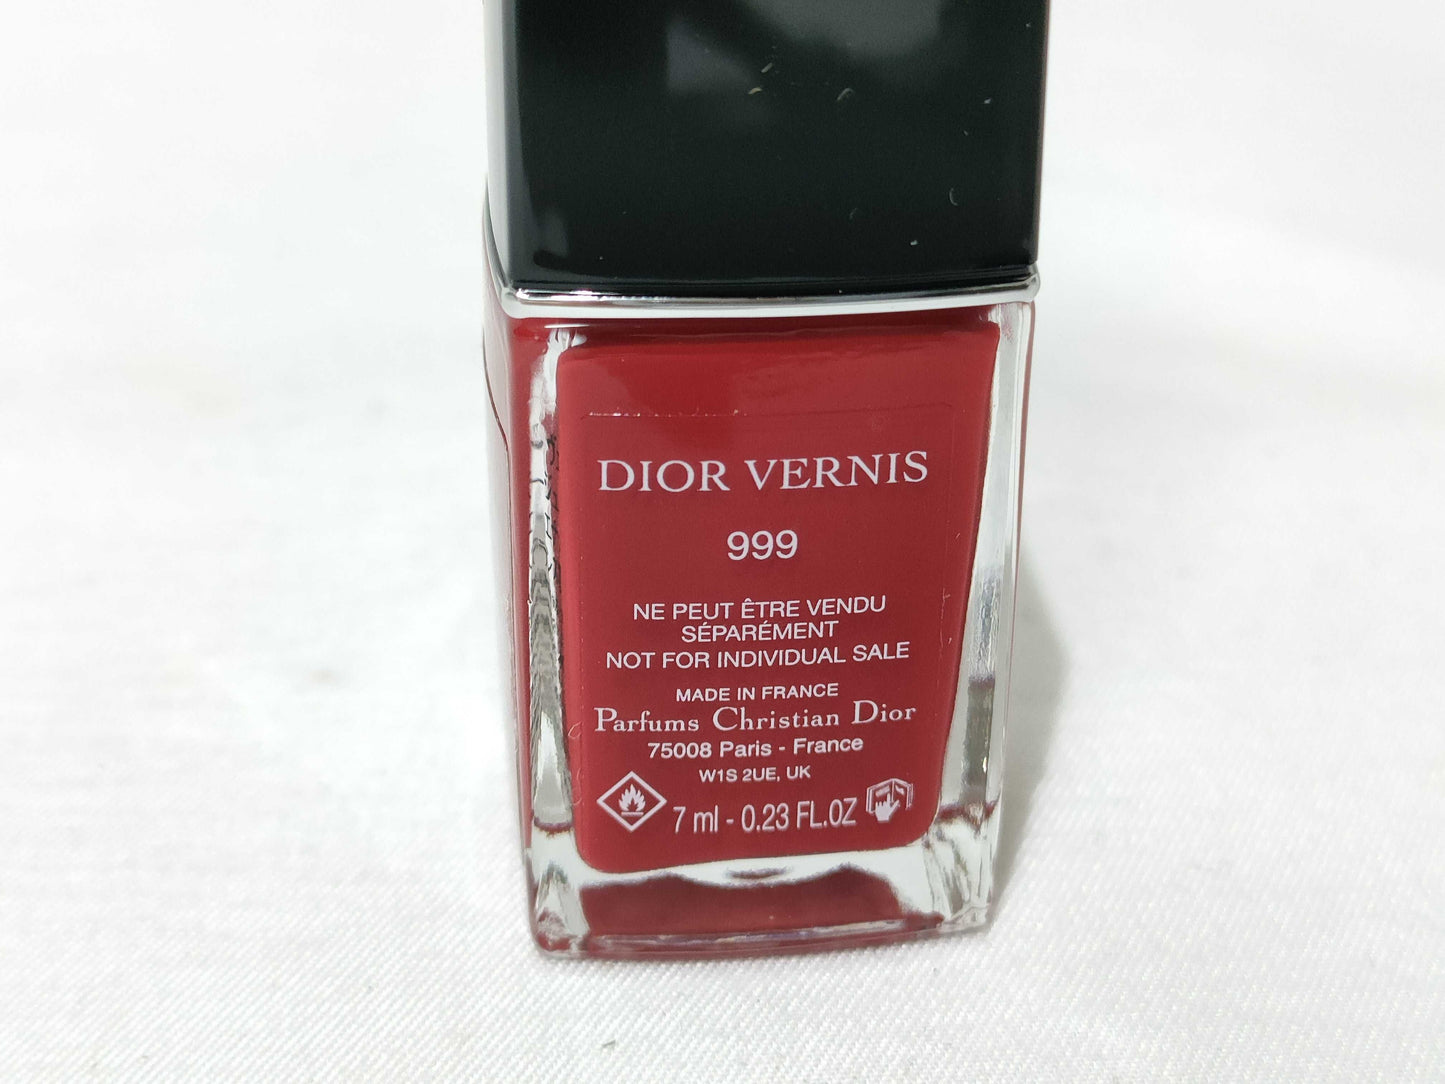 DIOR VERNIS
999
NE PEUT ÊTRE VENDU
SÉPARÉMENT
NOT FOR INDIVIDUAL SALE
MADE IN FRANCE
Parfums Christian Dior
75008 Paris - France
W1S 2UE, UK
7 ml - 0.23 FL.OZ